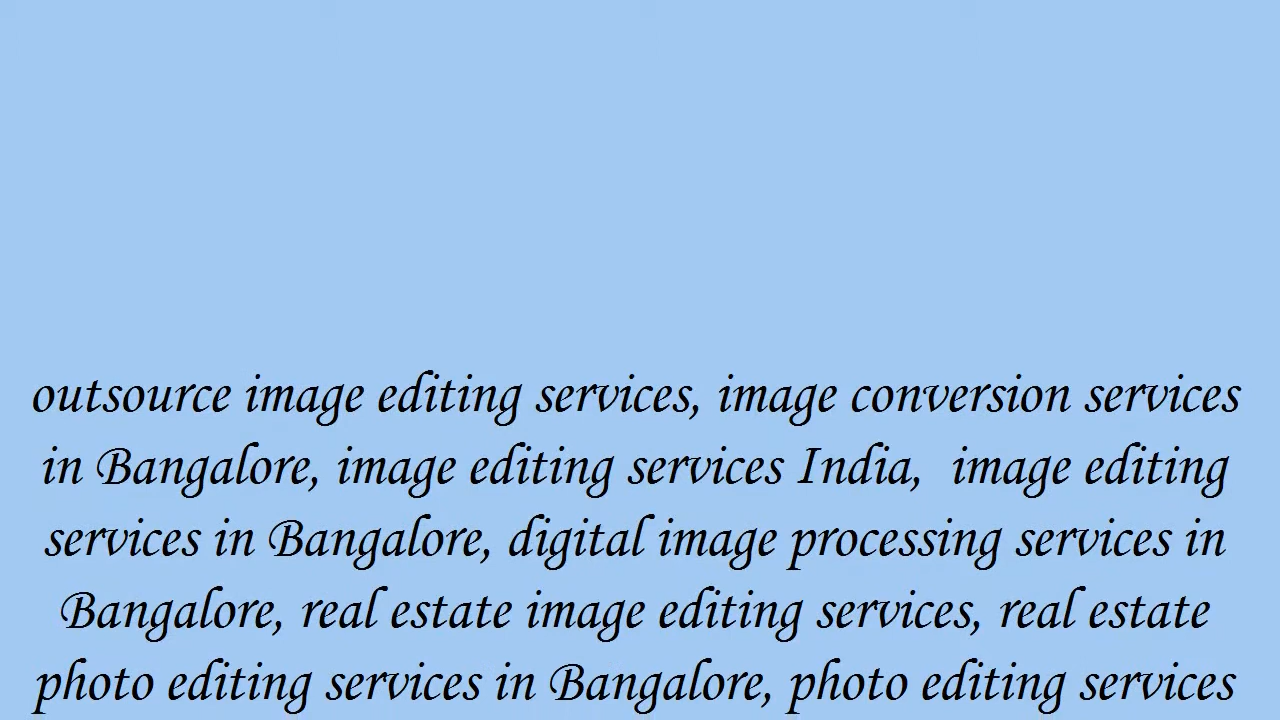 outsource image editing services, image conversion services
in Bangalore, image editing services India,  image editing
services in Bangalore, digital image processing services in
Bangalore, real estate image editing services, real estate
photo editing services in Bangalore, photo editing services